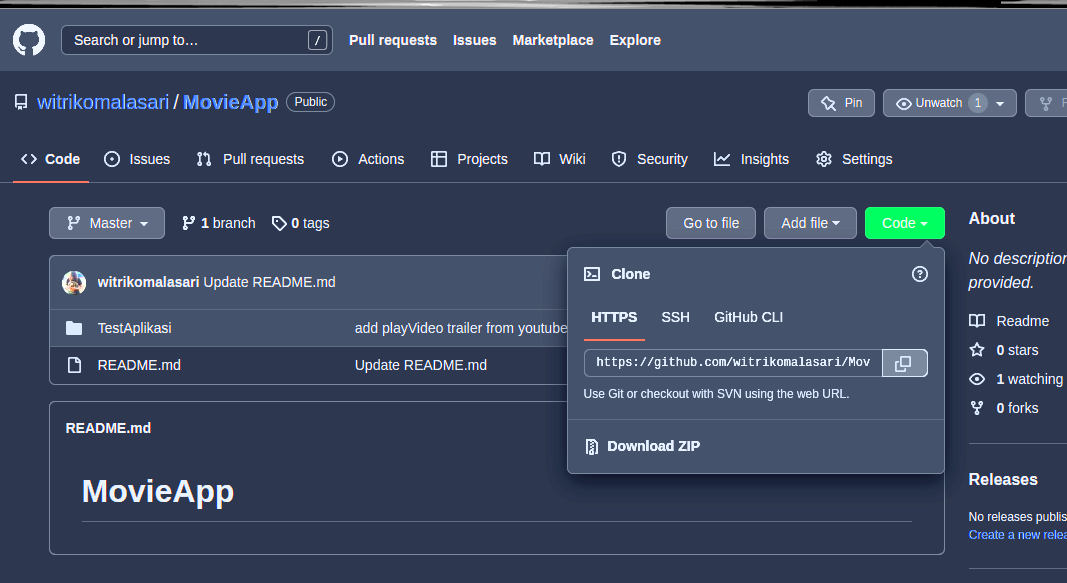 Search or jump to… / Pull requests Issues Marketplace Explore
witrikomalasari / MovieApp Public Pin Unwatch 1
Code Issues Pull requests Actions Projects Wiki Security Insights Settings
Master 1 branch 0 tags Go to file Add file Code
About
witrikomalasari Update README.md
Clone
No description
provided.
HTTPS SSH GitHub CLI
TestAplikasi add playVideo trailer from youtube
Readme
0 stars
README.md Update README.md
https://github.com/witrikomalasari/Mov
1 watching
Use Git or checkout with SVN using the web URL.
0 forks
README.md
Download ZIP
MovieApp
Releases
No releases
Create a new